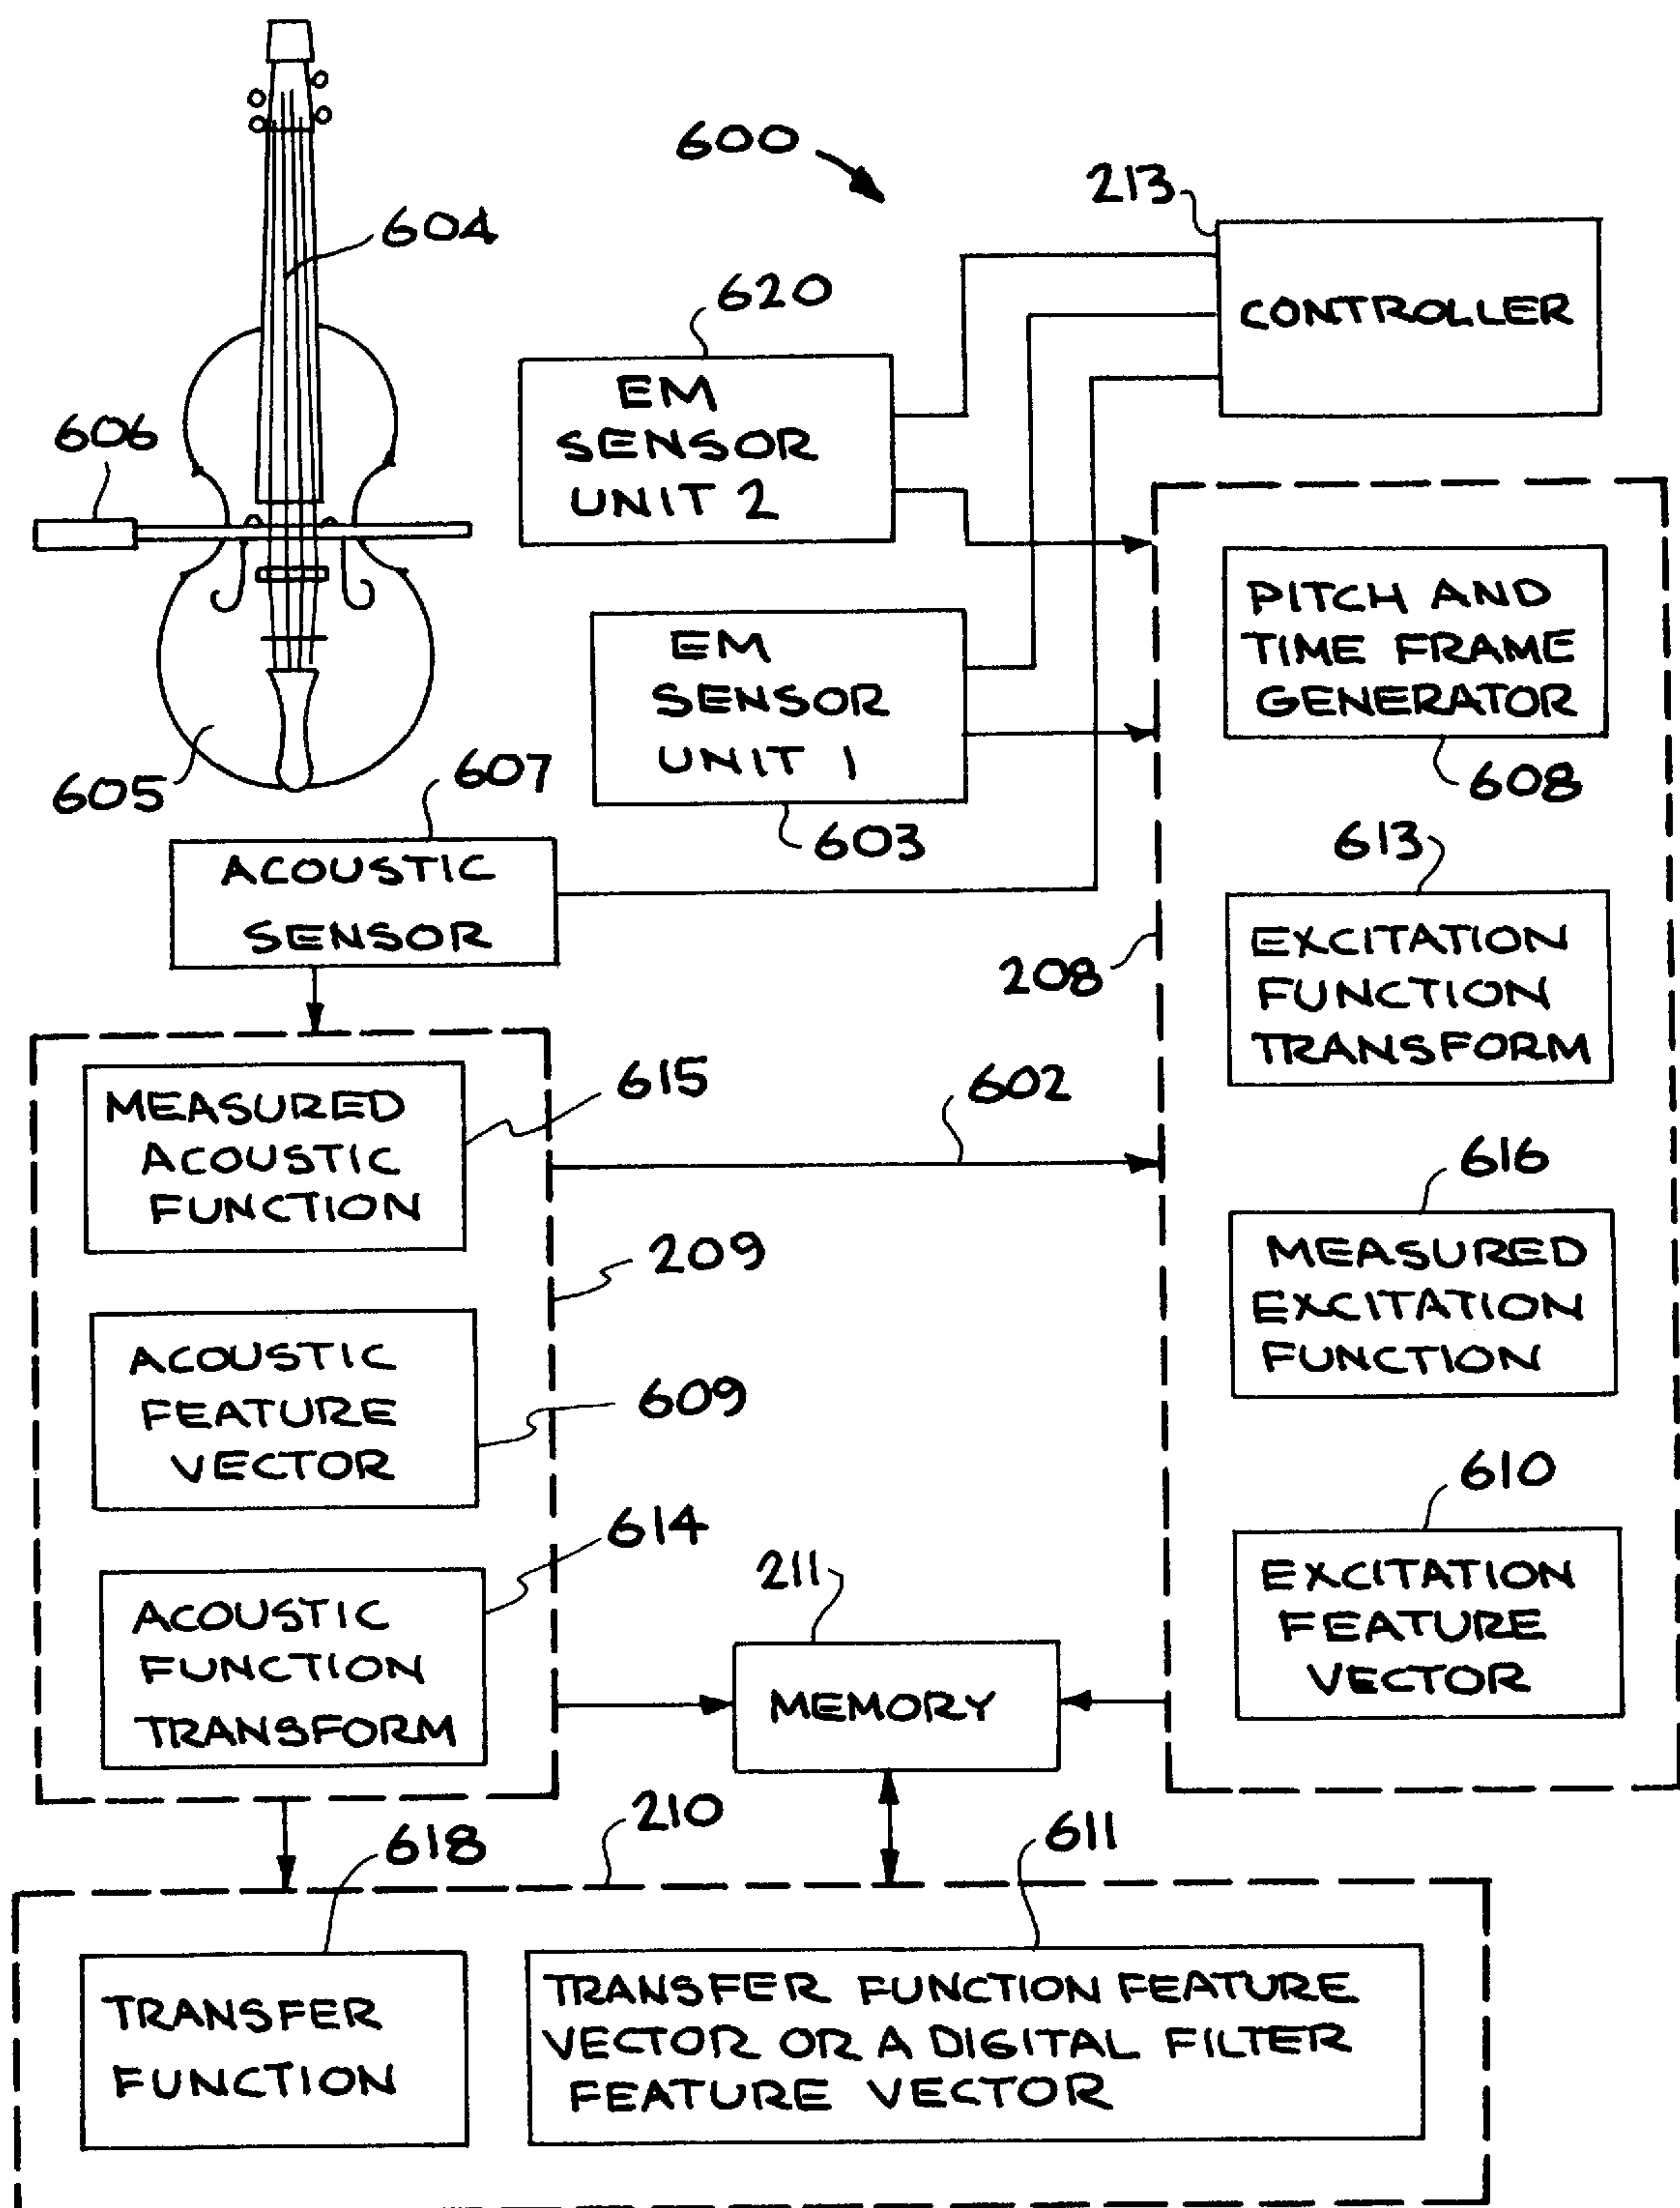 600
213
604
CONTROLLER
620
EM
SENSOR
UNIT 2
606
PITCH AND
TIME FRAME
GENERATOR
608
EM
SENSOR
UNIT 1
603
605
607
ACOUSTIC
SENSOR
613
EXCITATION
FUNCTION
TRANSFORM
208
MEASURED
ACOUSTIC
FUNCTION
615
602
616
MEASURED
EXCITATION
FUNCTION
209
ACOUSTIC
FEATURE
VECTOR
609
610
EXCITATION
FEATURE
VECTOR
614
ACOUSTIC
FUNCTION
TRANSFORM
211
MEMORY
210
618
611
TRANSFER
FUNCTION
TRANSFER FUNCTION FEATURE
VECTOR OR A DIGITAL FILTER
FEATURE VECTOR